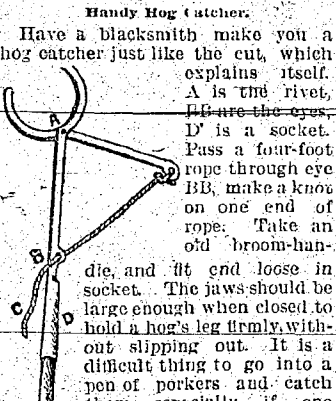 Handy Hog Catcher.
Have a blacksmith make you a
hog catcher just like the cut, which
explains itself.
A is the rivet,
BB are the eyes,
D is a socket.
Pass a four-foot
rope through eye
BB, make a knot
on one end of
rope. Take an
old broom-han-
dle, and fit end loose in
socket. The jaws should be
large enough when closed to
hold a hog's leg firmly, with-
out slipping out. It is a
difficult thing to go into a
pen of porkers and catch
them especially if one
A
B
B
C
D